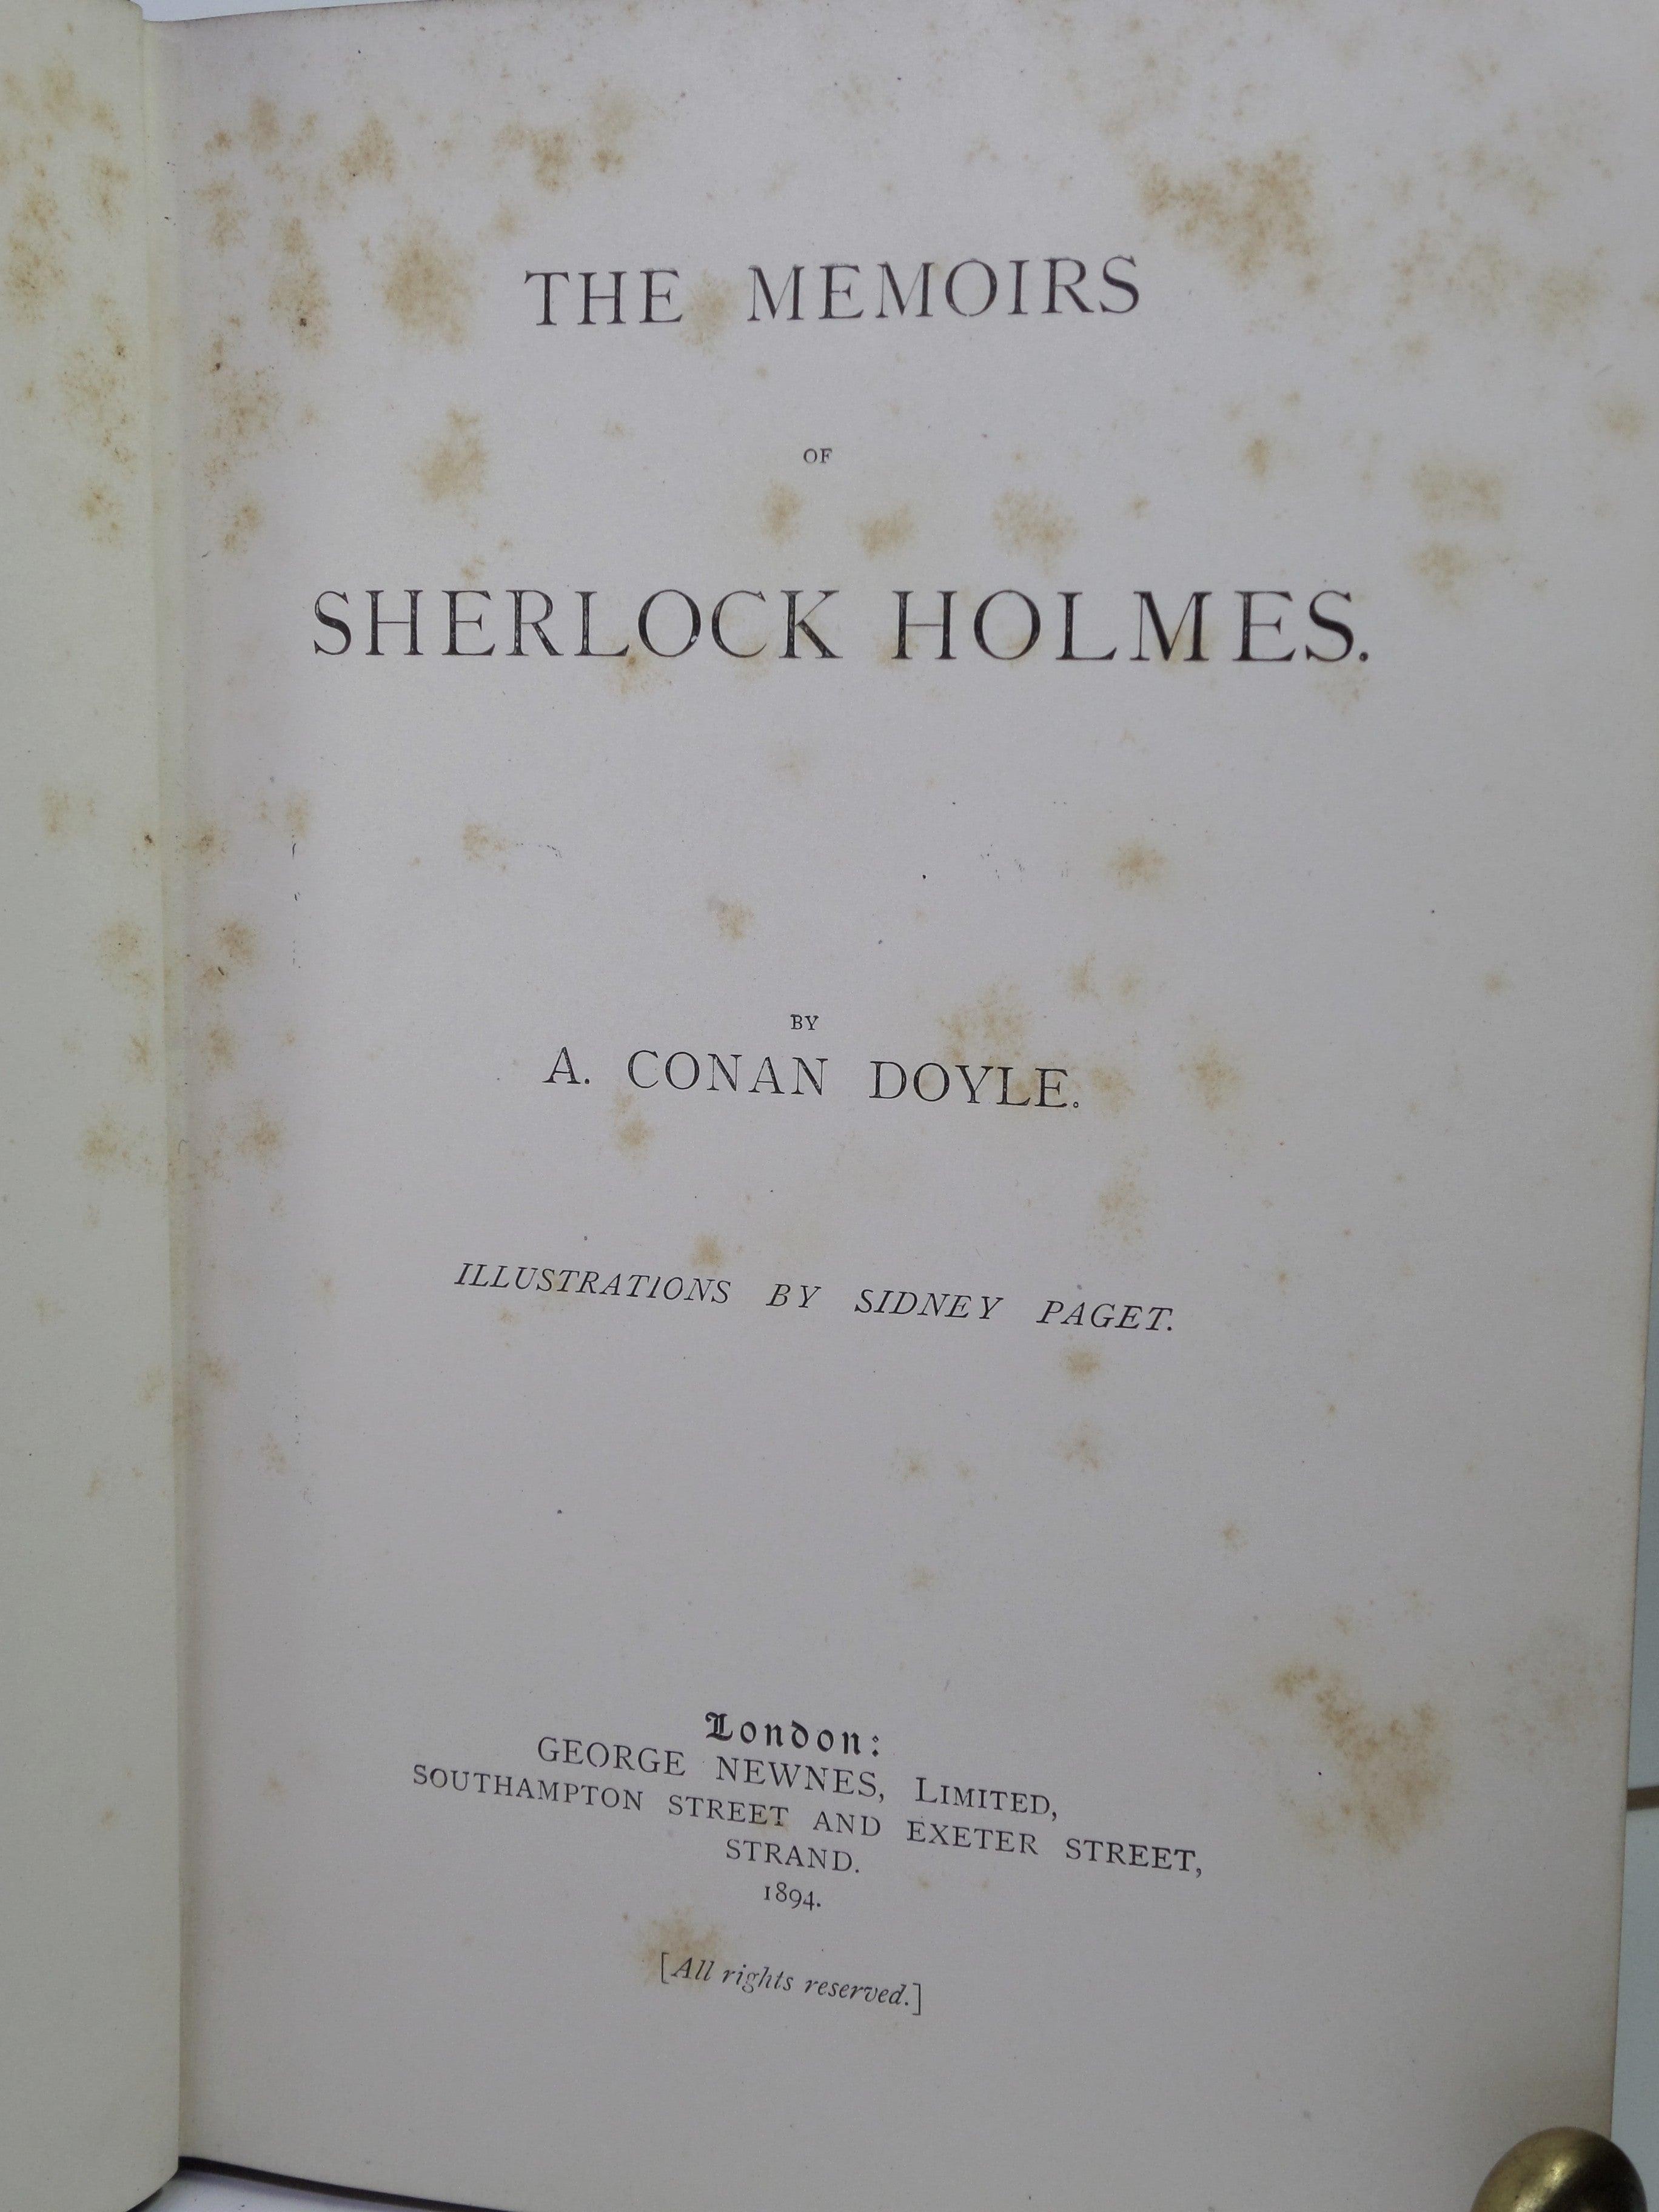 THE MEMOIRS
OF
SHERLOCK HOLMES.
BY
A. CONAN DOYLE.
ILLUSTRATIONS BY SIDNEY PAGET.
London:
GEORGE NEWNES, LIMITED,
SOUTHAMPTON STREET AND EXETER STREET,
STRAND.
1894.
[All rights reserved.]